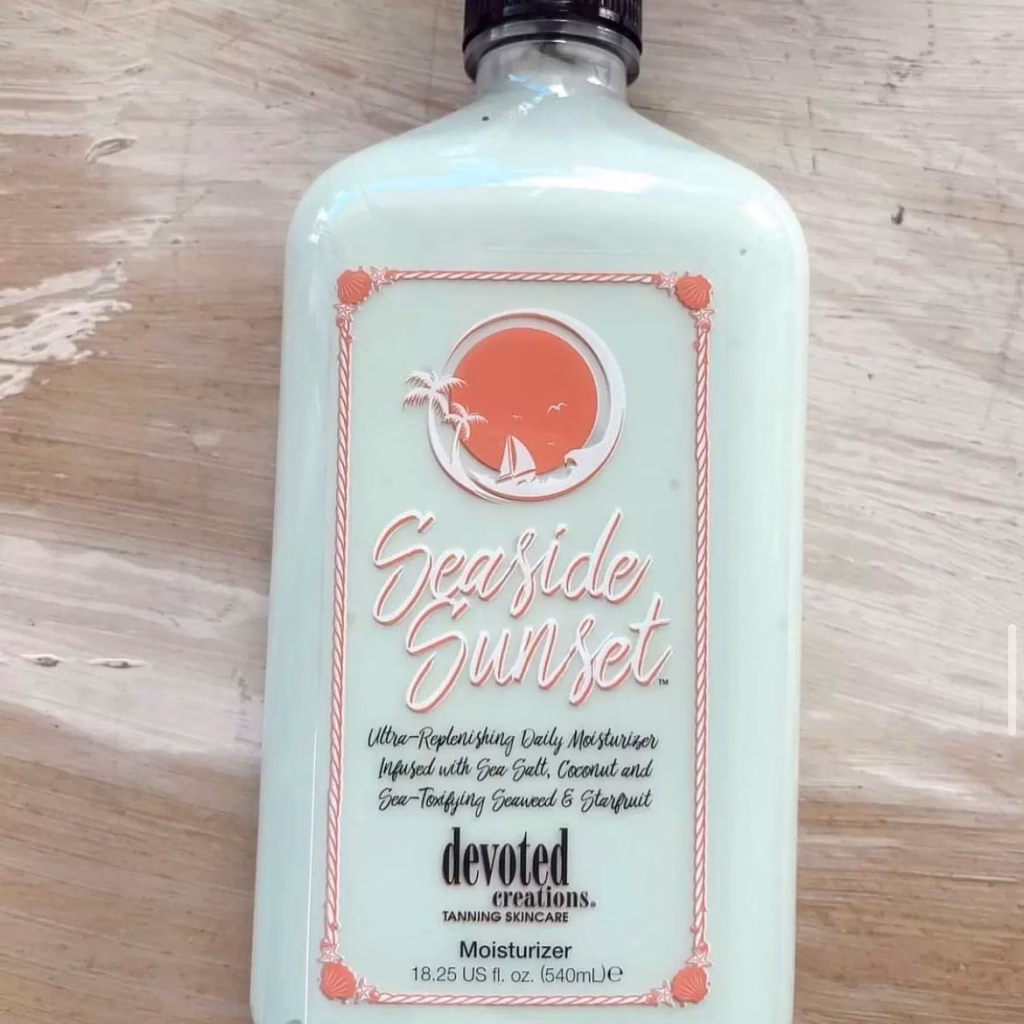 Seaside
Sunset™
Ultra-Replenishing Daily Moisturizer
Infused with Sea Salt, Coconut and
Sea-Toxifying Seaweed & Starfruit
devoted
creations®
TANNING SKINCARE
Moisturizer
18.25 US fl. oz. (540mL)℮